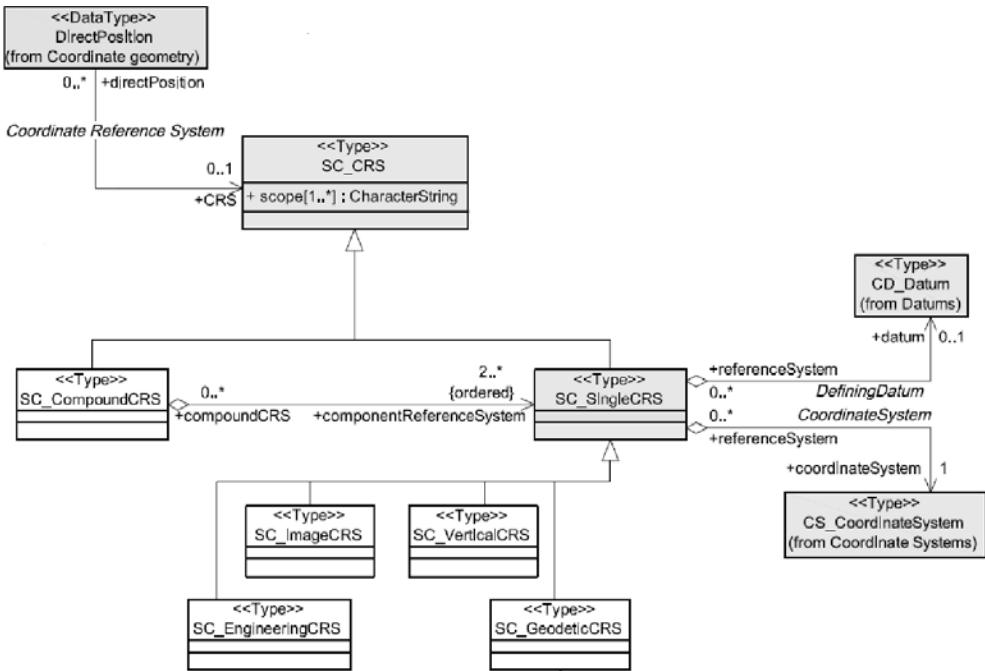 <<DataType>>
DirectPosition
(from Coordinate geometry)
0..* +directPosition
Coordinate Reference System
0..1
+CRS
<<Type>>
SC_CRS
+ scope[1..*] : CharacterString
<<Type>>
CD_Datum
(from Datums)
+datum 0..1
<<Type>>
SC_CompoundCRS
0..*
+compoundCRS
2..*
{ordered}
+componentReferenceSystem
<<Type>>
SC_SingleCRS
+referenceSystem
0..*
DefiningDatum
0..*
CoordinateSystem
+referenceSystem
+coordinateSystem 1
<<Type>>
CS_CoordinateSystem
(from Coordinate Systems)
<<Type>>
SC_ImageCRS
<<Type>>
SC_VerticalCRS
<<Type>>
SC_EngineeringCRS
<<Type>>
SC_GeodeticCRS